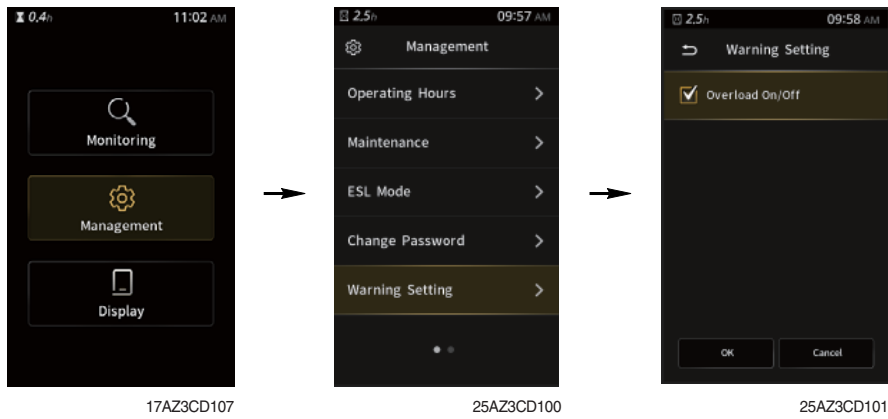 0.4h 11:02 AM
Monitoring
Management
Display
17AZ3CD107
2.5h 09:57 AM
Management
Operating Hours
Maintenance
ESL Mode
Change Password
Warning Setting
25AZ3CD100
2.5h 09:58 AM
Warning Setting
Overload On/Off
OK Cancel
25AZ3CD101